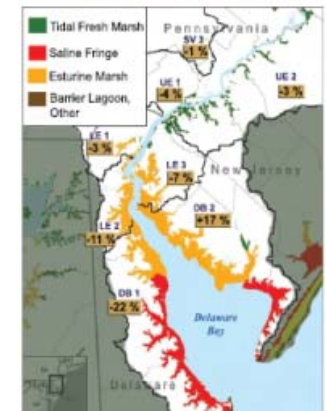 Tidal Fresh Marsh
Saline Fringe
Esturine Marsh
Barrier Lagoon,
Other
Pennsylvania
SV 3
-1 %
UE 1
-4 %
UE 2
-3 %
LE 1
-3 %
LE 3
-7 %
New Jersey
DB 2
+17 %
LE 2
-11 %
DB 1
-22 %
Delaware
Bay
Delaware